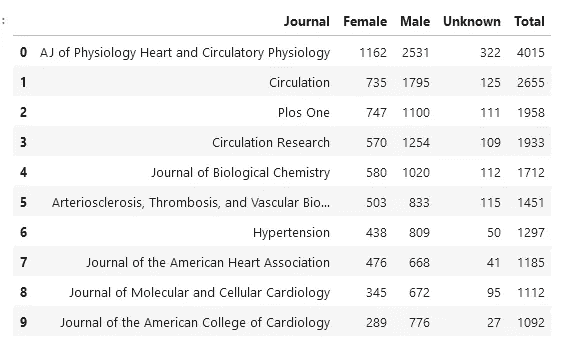 :
Journal Female Male Unknown Total
0 AJ of Physiology Heart and Circulatory Physiology 1162 2531 322 4015
1 Circulation 735 1795 125 2655
2 Plos One 747 1100 111 1958
3 Circulation Research 570 1254 109 1933
4 Journal of Biological Chemistry 580 1020 112 1712
5 Arteriosclerosis, Thrombosis, and Vascular Bio... 503 833 115 1451
6 Hypertension 438 809 50 1297
7 Journal of the American Heart Association 476 668 41 1185
8 Journal of Molecular and Cellular Cardiology 345 672 95 1112
9 Journal of the American College of Cardiology 289 776 27 1092